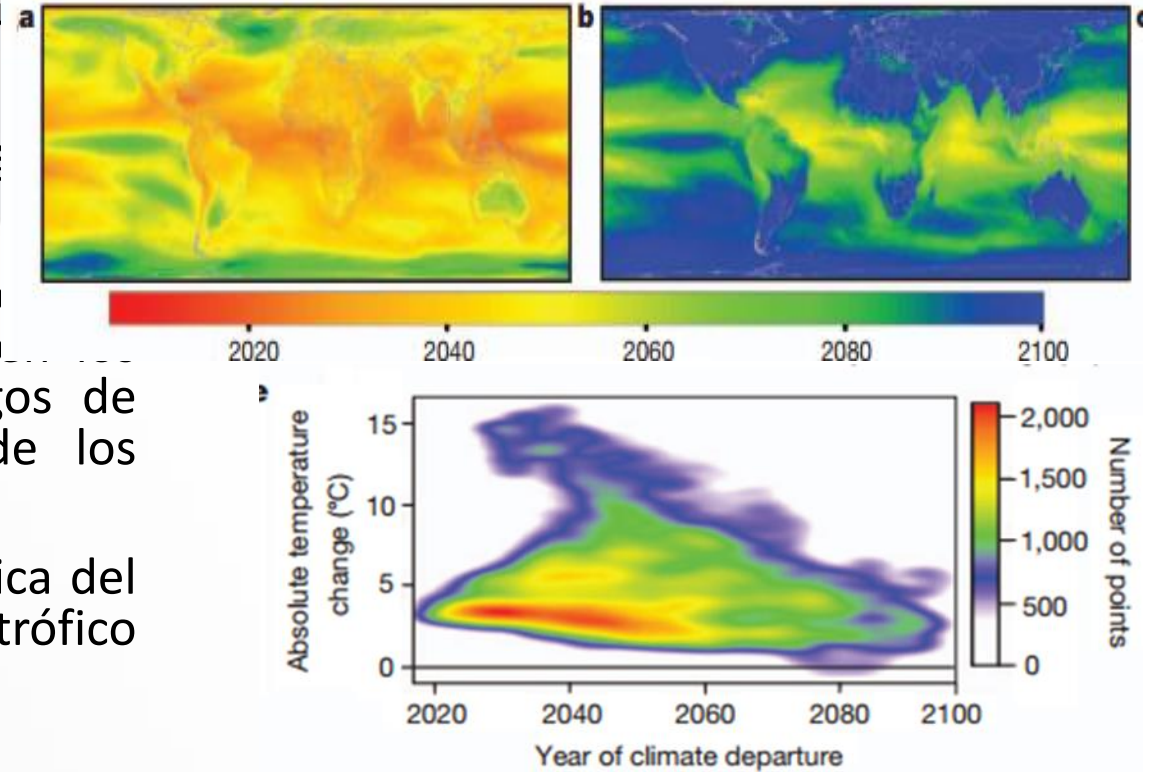 a
b
2020 2040 2060 2080 2100
gos de
de los
ica del
trófico
e
Absolute temperature
change (°C)
15
10
5
0
2020 2040 2060 2080 2100
Year of climate departure
2,000
1,500
1,000
500
0
Number of points